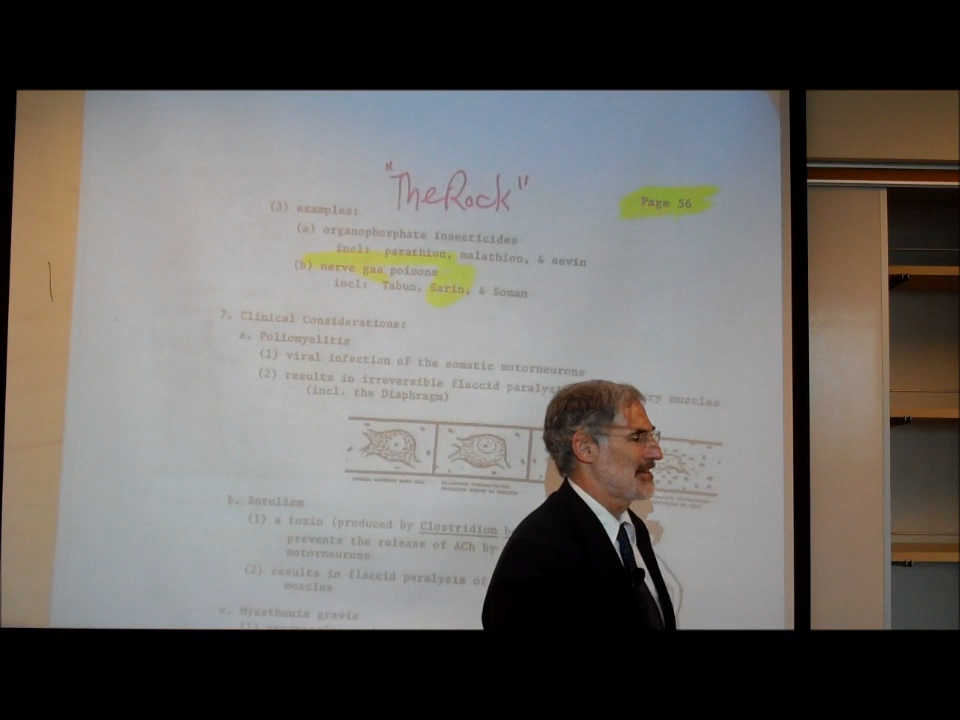 "The Rock"
Page 56
(3) examples:
(a) organophosphate insecticides
incl: parathion, malathion, & sevin
(b) nerve gas poisons
incl: Tabun, Sarin, & Soman
7. Clinical Considerations:
a. Poliomyelitis
(1) viral infection of the somatic motorneurons
(2) results in irreversible flaccid muscles
(incl. the Diaphragm)
b. Botulism
(1) a toxin (produced by Clostridium
prevents the release of ACh by
motorneurons
(2) results in flaccid paralysis of
muscles
c. Myasthenia gravis